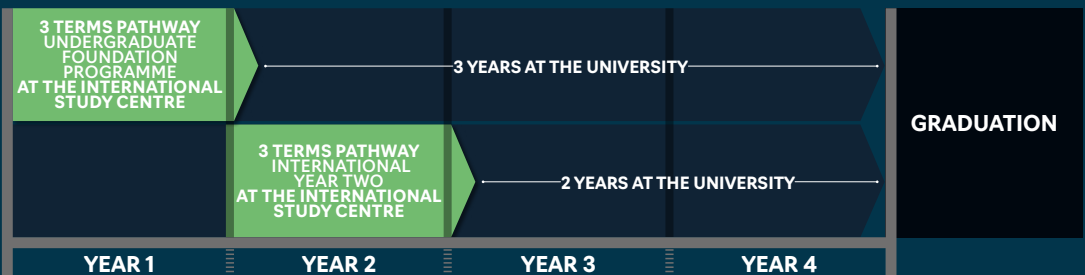 3 TERMS PATHWAY
UNDERGRADUATE
FOUNDATION
PROGRAMME
AT THE INTERNATIONAL
STUDY CENTRE
3 YEARS AT THE UNIVERSITY
GRADUATION
3 TERMS PATHWAY
INTERNATIONAL
YEAR TWO
AT THE INTERNATIONAL
STUDY CENTRE
2 YEARS AT THE UNIVERSITY
YEAR 1
YEAR 2
YEAR 3
YEAR 4